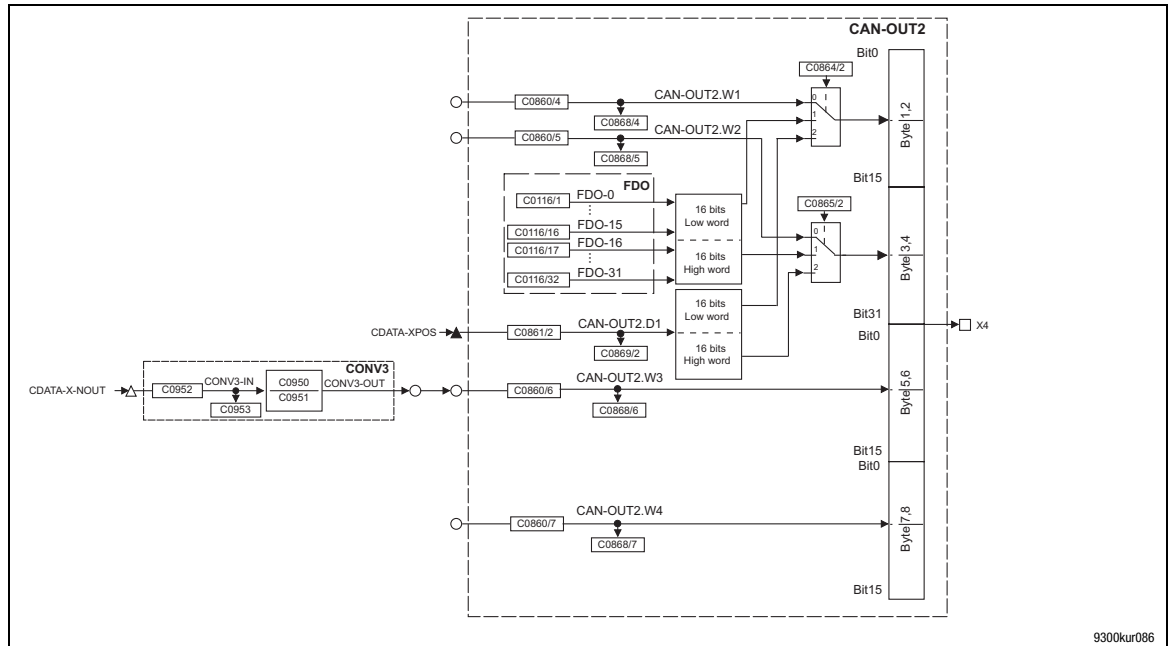 CAN-OUT2
Bit0
C0864/2
C0860/4
CAN-OUT2.W1
0
1
2
C0868/4
Byte 1,2
C0860/5
CAN-OUT2.W2
C0868/5
Bit15
FDO
C0116/1
FDO-0
C0116/16
FDO-15
C0116/17
FDO-16
C0116/32
FDO-31
16 bits
Low word
16 bits
High word
C0865/2
0
1
2
Byte 3,4
16 bits
Low word
16 bits
High word
Bit31
Bit0
X4
CDATA-XPOS
C0861/2
CAN-OUT2.D1
C0869/2
CONV3
CDATA-X-NOUT
C0952
CONV3-IN
C0953
C0950
C0951
CONV3-OUT
C0860/6
CAN-OUT2.W3
C0868/6
Byte 5,6
Bit15
Bit0
C0860/7
CAN-OUT2.W4
C0868/7
Byte 7,8
Bit15
9300kur086